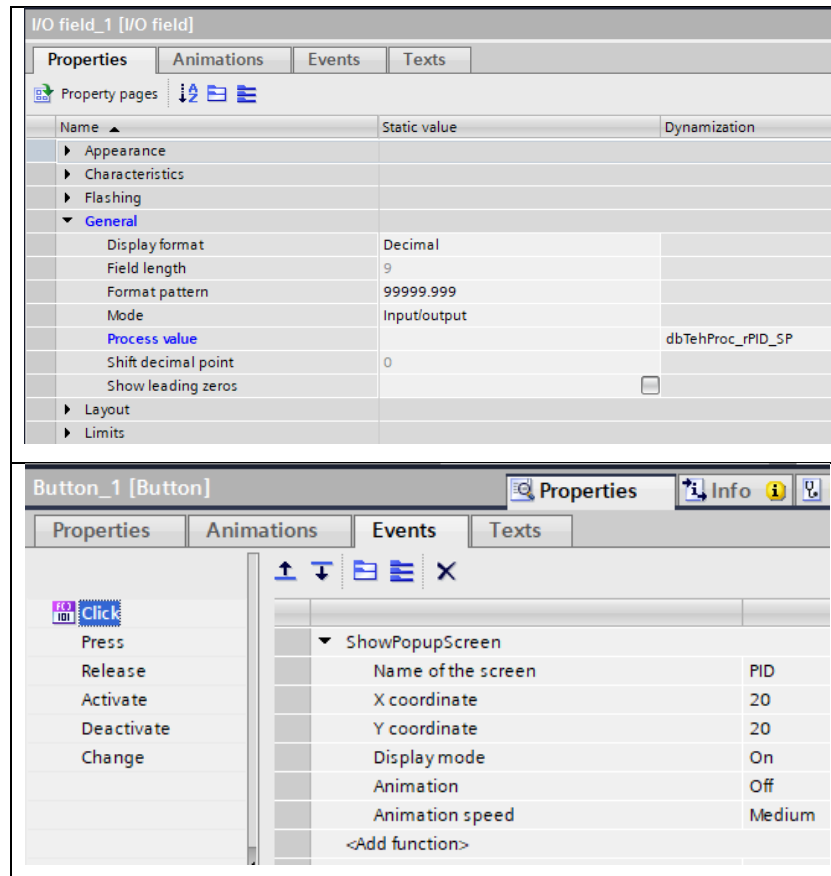 I/O field_1 [I/O field]
Properties Animations Events Texts
Property pages
Name Static value Dynamization
Appearance
Characteristics
Flashing
General
Display format Decimal
Field length 9
Format pattern 99999.999
Mode Input/output
Process value dbTehProc_rPID_SP
Shift decimal point 0
Show leading zeros
Layout
Limits
Button_1 [Button] Properties Info
Properties Animations Events Texts
Click
Press ShowPopupScreen
Release Name of the screen PID
Activate X coordinate 20
Deactivate Y coordinate 20
Change Display mode On
Animation Off
Animation speed Medium
<Add function>